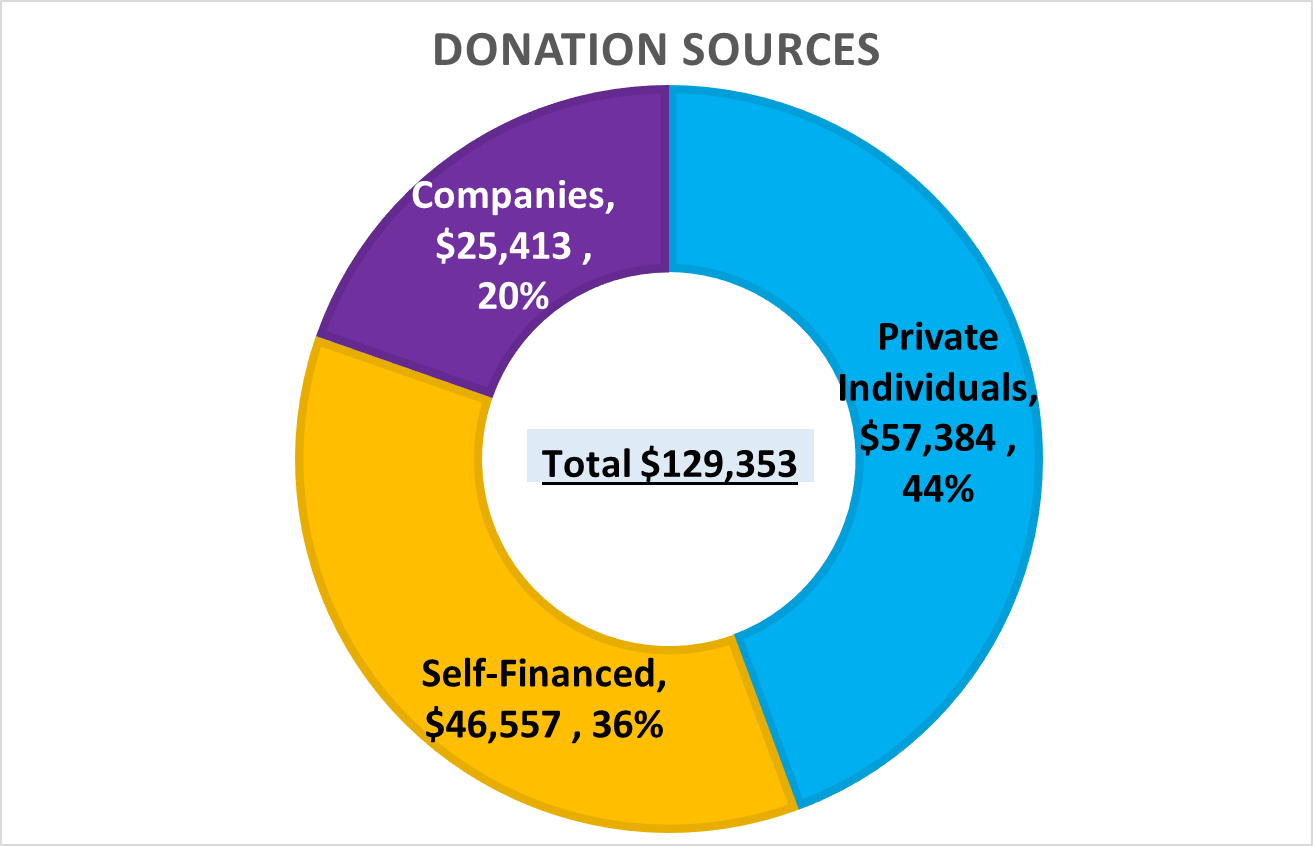 DONATION SOURCES
Companies,
$25,413 ,
20%
Private
Individuals,
$57,384 ,
44%
Total $129,353
Self-Financed,
$46,557 , 36%